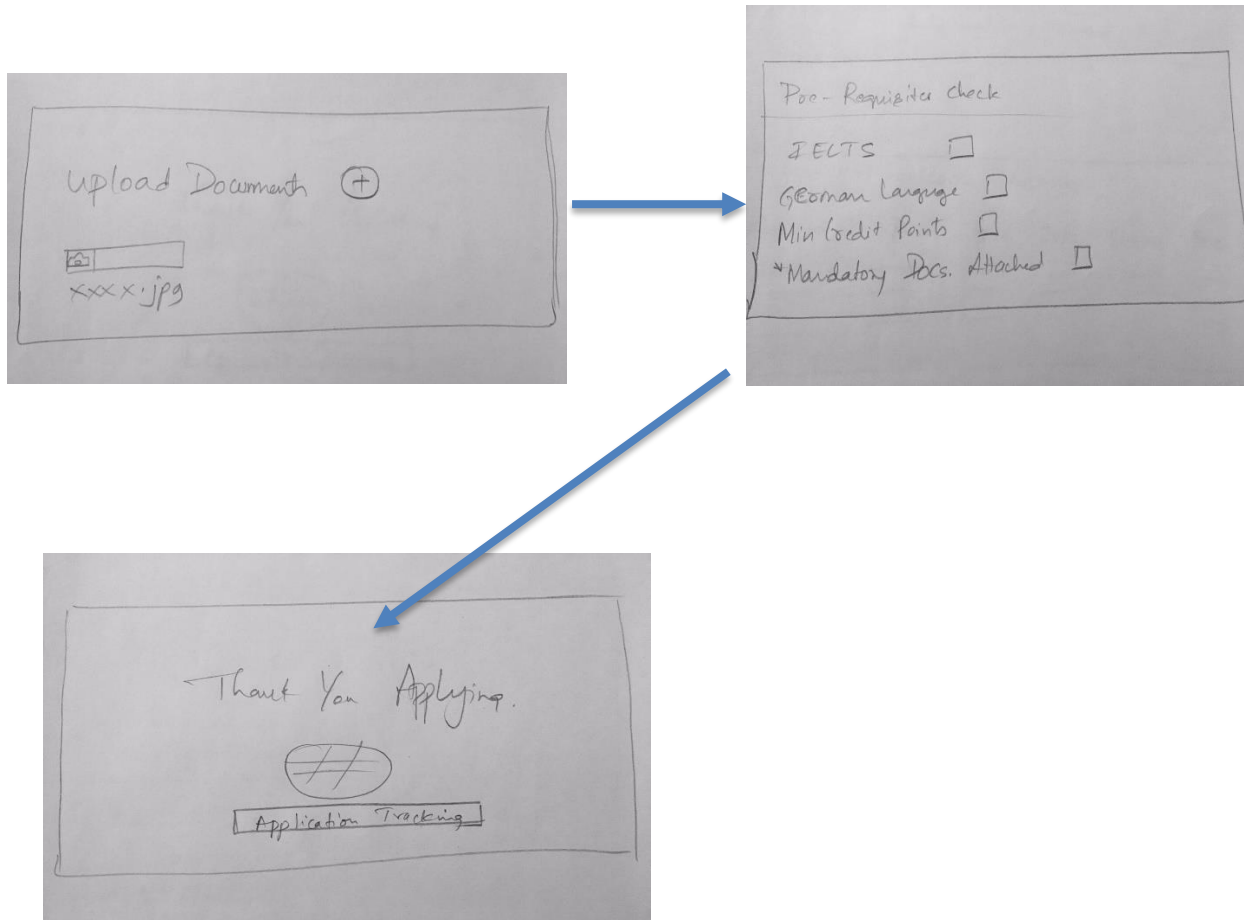 Upload Documents +
xxxx.jpg
Pre-Requisites Check
IELTS
German Languge
Min Credit Points
*Mandatory Docs. Attached
Thank You Applying.
#
Application Tracking